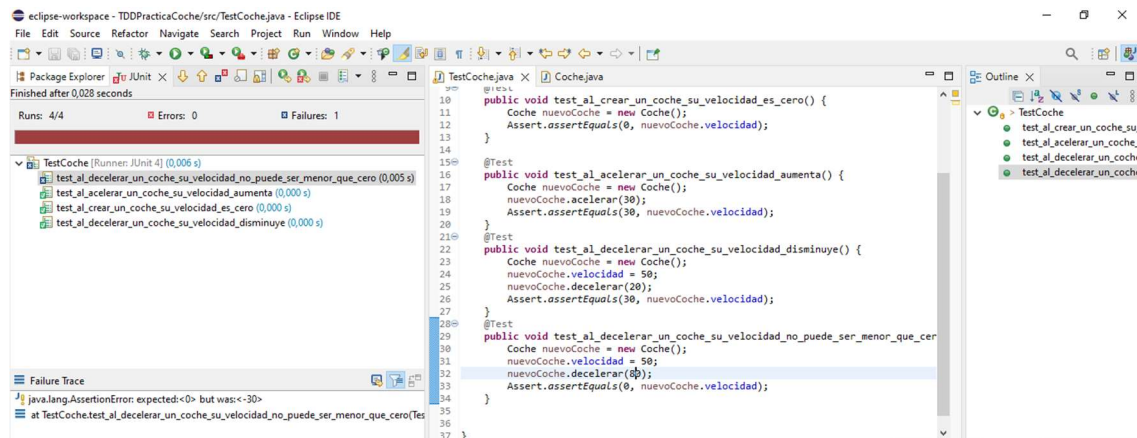 eclipse-workspace - TDDPracticaCoche/src/TestCoche.java - Eclipse IDE
File Edit Source Refactor Navigate Search Project Run Window Help
Package Explorer JUnit
Finished after 0,028 seconds
Runs: 4/4 Errors: 0 Failures: 1
TestCoche [Runner: JUnit 4] (0,006 s)
test_al_decelerar_un_coche_su_velocidad_no_puede_ser_menor_que_cero (0,005 s)
test_al_acelerar_un_coche_su_velocidad_aumenta (0,000 s)
test_al_crear_un_coche_su_velocidad_es_cero (0,000 s)
test_al_decelerar_un_coche_su_velocidad_disminuye (0,000 s)
Failure Trace
java.lang.AssertionError: expected:<0> but was:<-30>
at TestCoche.test_al_decelerar_un_coche_su_velocidad_no_puede_ser_menor_que_cero(Tes
TestCoche.java Coche.java
9 @Test
10 public void test_al_crear_un_coche_su_velocidad_es_cero() {
11 Coche nuevoCoche = new Coche();
12 Assert.assertEquals(0, nuevoCoche.velocidad);
13 }
14
15 @Test
16 public void test_al_acelerar_un_coche_su_velocidad_aumenta() {
17 Coche nuevoCoche = new Coche();
18 nuevoCoche.acelerar(30);
19 Assert.assertEquals(30, nuevoCoche.velocidad);
20 }
21 @Test
22 public void test_al_decelerar_un_coche_su_velocidad_disminuye() {
23 Coche nuevoCoche = new Coche();
24 nuevoCoche.velocidad = 50;
25 nuevoCoche.decelerar(20);
26 Assert.assertEquals(30, nuevoCoche.velocidad);
27 }
28 @Test
29 public void test_al_decelerar_un_coche_su_velocidad_no_puede_ser_menor_que_cer
30 Coche nuevoCoche = new Coche();
31 nuevoCoche.velocidad = 50;
32 nuevoCoche.decelerar(80);
33 Assert.assertEquals(0, nuevoCoche.velocidad);
34 }
35
36
37 }
Outline
> TestCoche
test_al_crear_un_coche_su_
test_al_acelerar_un_coche_
test_al_decelerar_un_coche
test_al_decelerar_un_coche